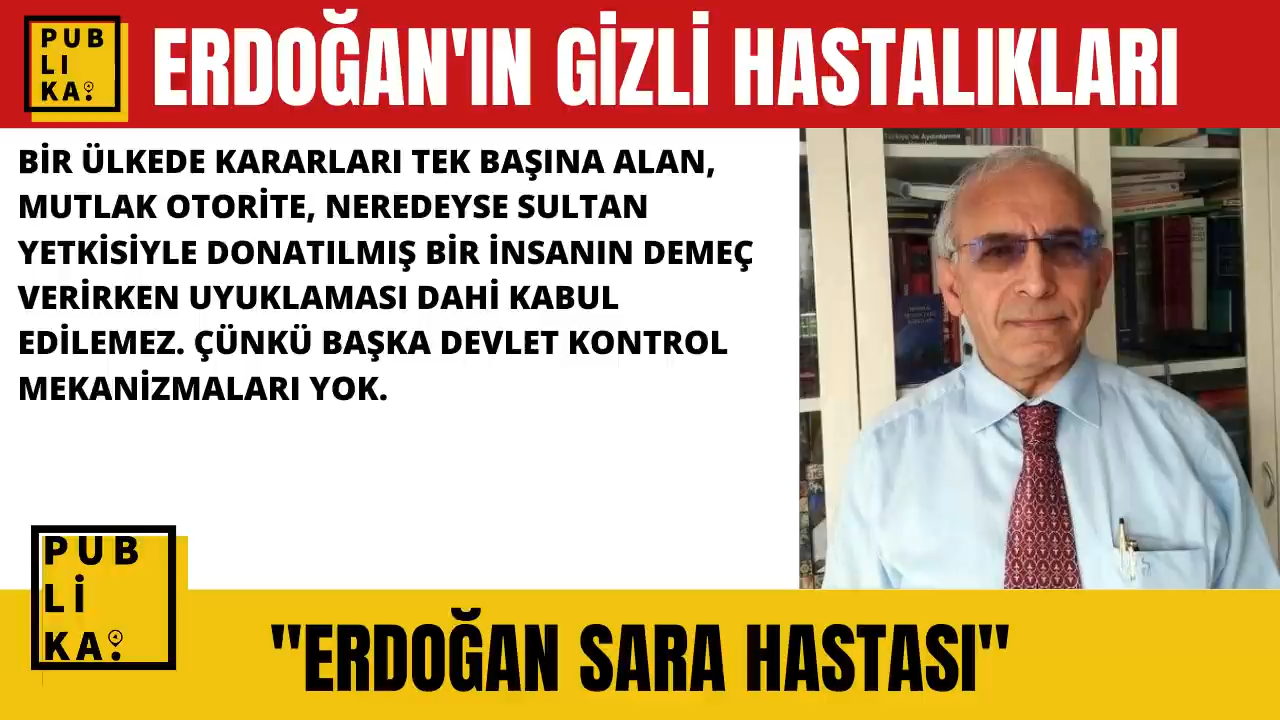 PUB
Lİ
KA
ERDOĞAN'IN GİZLİ HASTALIKLARI
BİR ÜLKEDE KARARLARI TEK BAŞINA ALAN,
MUTLAK OTORİTE, NEREDEYSE SULTAN
YETKİSİYLE DONATILMIŞ BİR İNSANIN DEMEÇ
VERİRKEN UYUKLAMASI DAHİ KABUL
EDİLEMEZ. ÇÜNKÜ BAŞKA DEVLET KONTROL
MEKANİZMALARI YOK.
PUB
Lİ
KA
"ERDOĞAN SARA HASTASI"